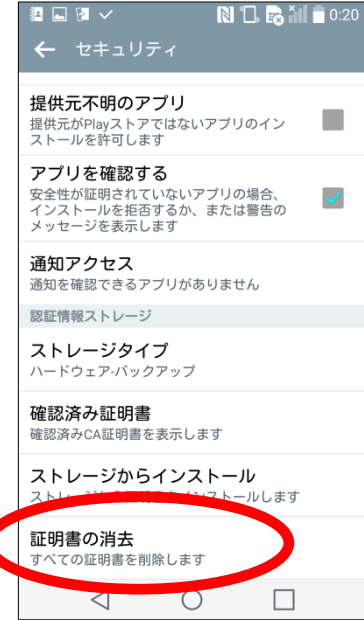 0:20
セキュリティ
提供元不明のアプリ
提供元がPlayストアではないアプリのイン
ストールを許可します
アプリを確認する
安全性が証明されていないアプリの場合、
インストールを拒否するか、または警告の
メッセージを表示します
通知アクセス
通知を確認できるアプリがありません
認証情報ストレージ
ストレージタイプ
ハードウェア-バックアップ
確認済み証明書
確認済みCA証明書を表示します
ストレージからインストール
ストレージ インストールします
証明書の消去
すべての証明書を削除します